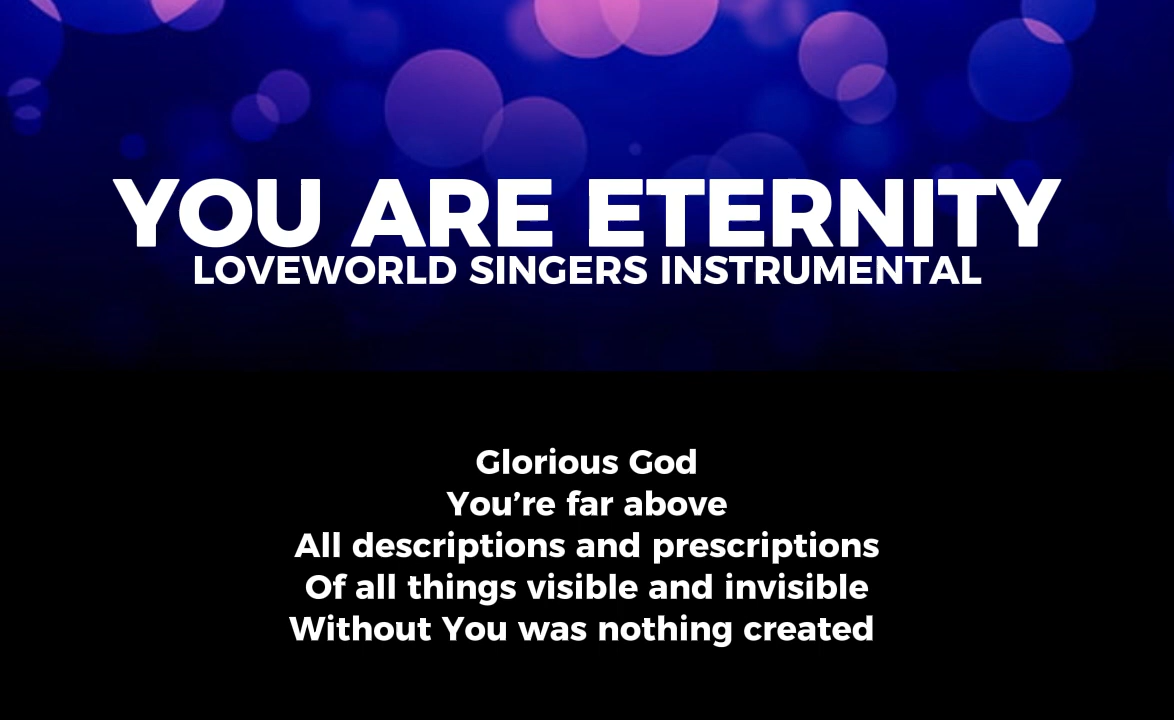 YOU ARE ETERNITY
LOVEWORLD SINGERS INSTRUMENTAL
Glorious God
You’re far above
All descriptions and prescriptions
Of all things visible and invisible
Without You was nothing created